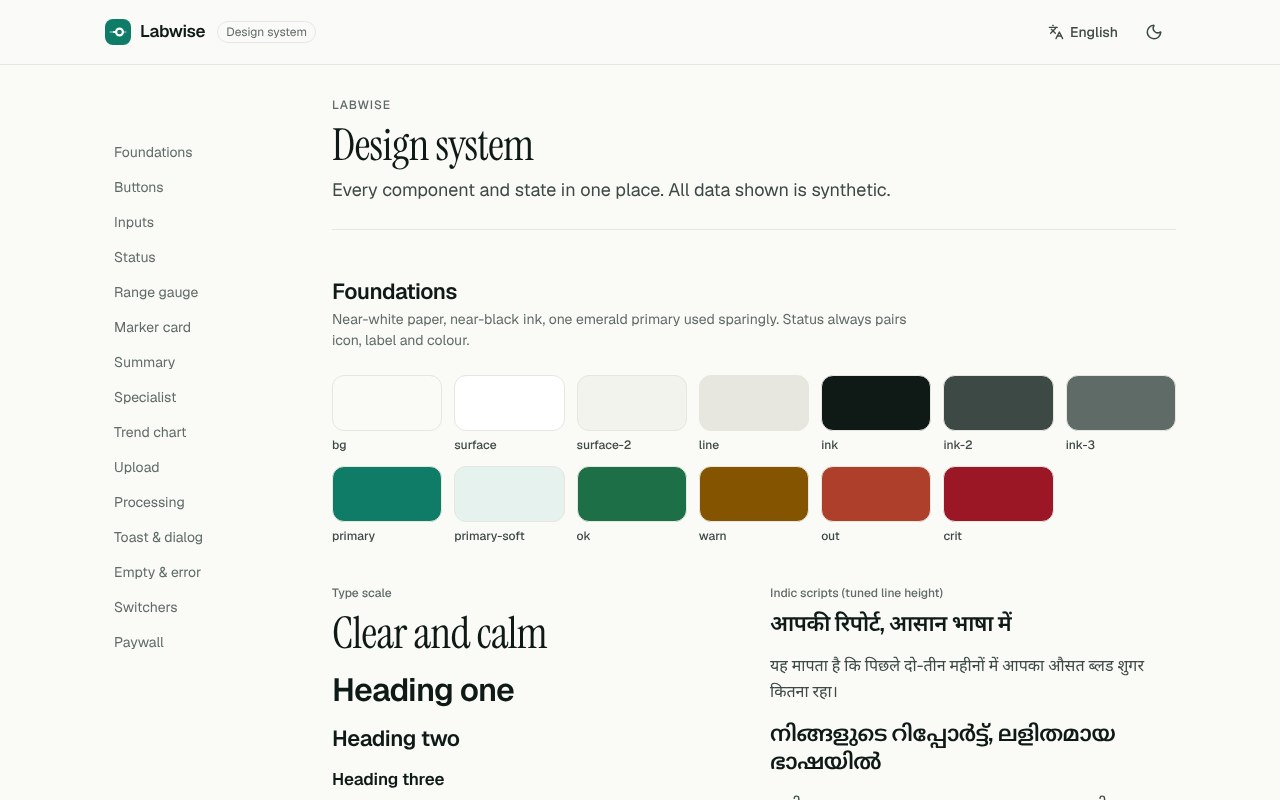 Labwise
Design system
English
Foundations
Buttons
Inputs
Status
Range gauge
Marker card
Summary
Specialist
Trend chart
Upload
Processing
Toast & dialog
Empty & error
Switchers
Paywall
LABWISE
Design system
Every component and state in one place. All data shown is synthetic.
Foundations
Near-white paper, near-black ink, one emerald primary used sparingly. Status always pairs
icon, label and colour.
bg
surface
surface-2
line
ink
ink-2
ink-3
primary
primary-soft
ok
warn
out
crit
Type scale
Clear and calm
Heading one
Heading two
Heading three
Indic scripts (tuned line height)
आपकी रिपोर्ट, आसान भाषा में
यह मापता है कि पिछले दो-तीन महीनों में आपका औसत ब्लड शुगर
कितना रहा।
നിങ്ങളുടെ റിപ്പോർട്ട്, ലളിതമായ
ഭാഷയിൽ